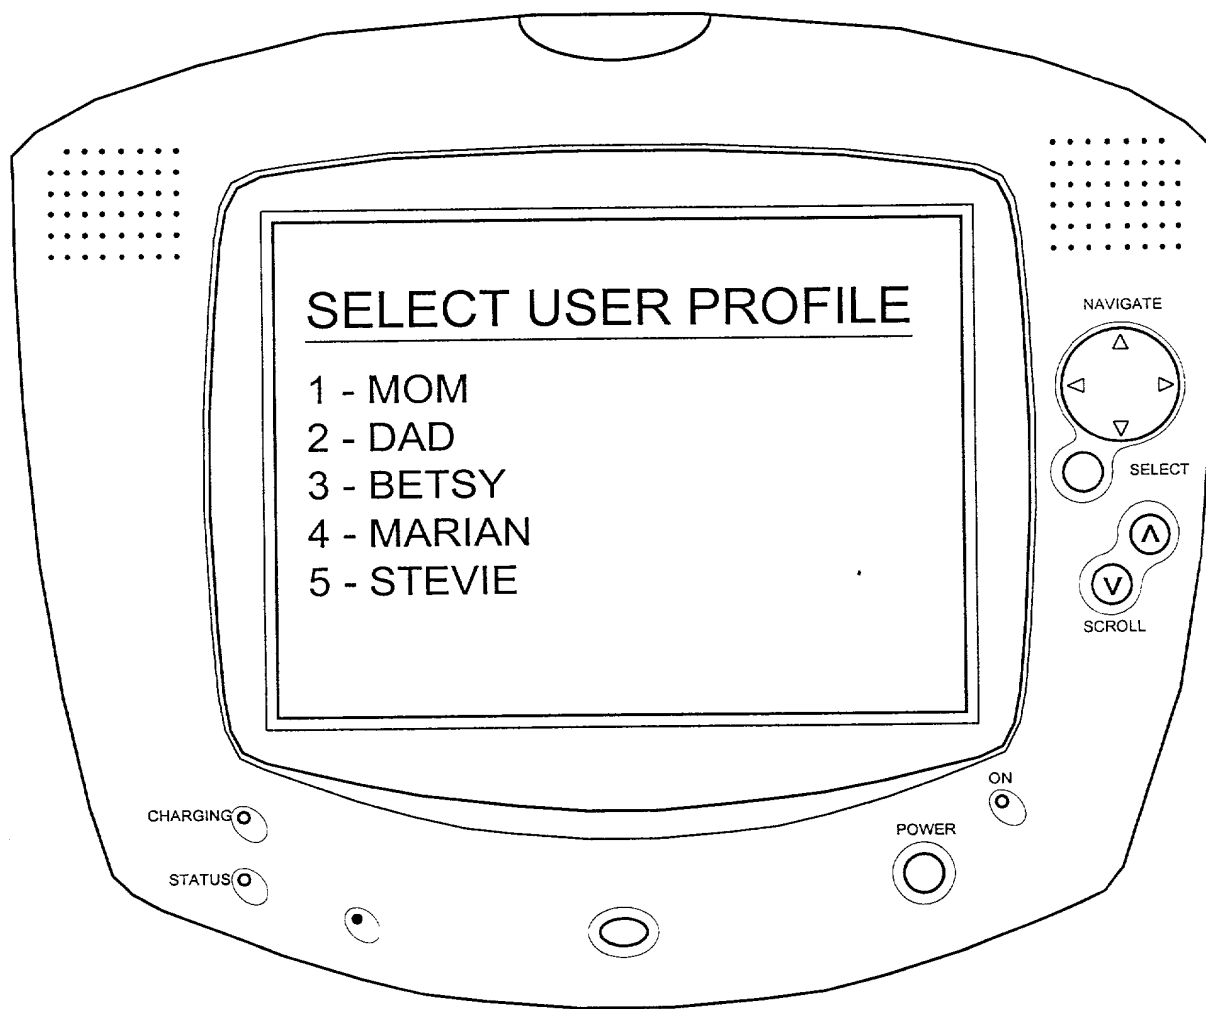 SELECT USER PROFILE
1 - MOM
2 - DAD
3 - BETSY
4 - MARIAN
5 - STEVIE
NAVIGATE
SELECT
SCROLL
ON
POWER
CHARGING
STATUS